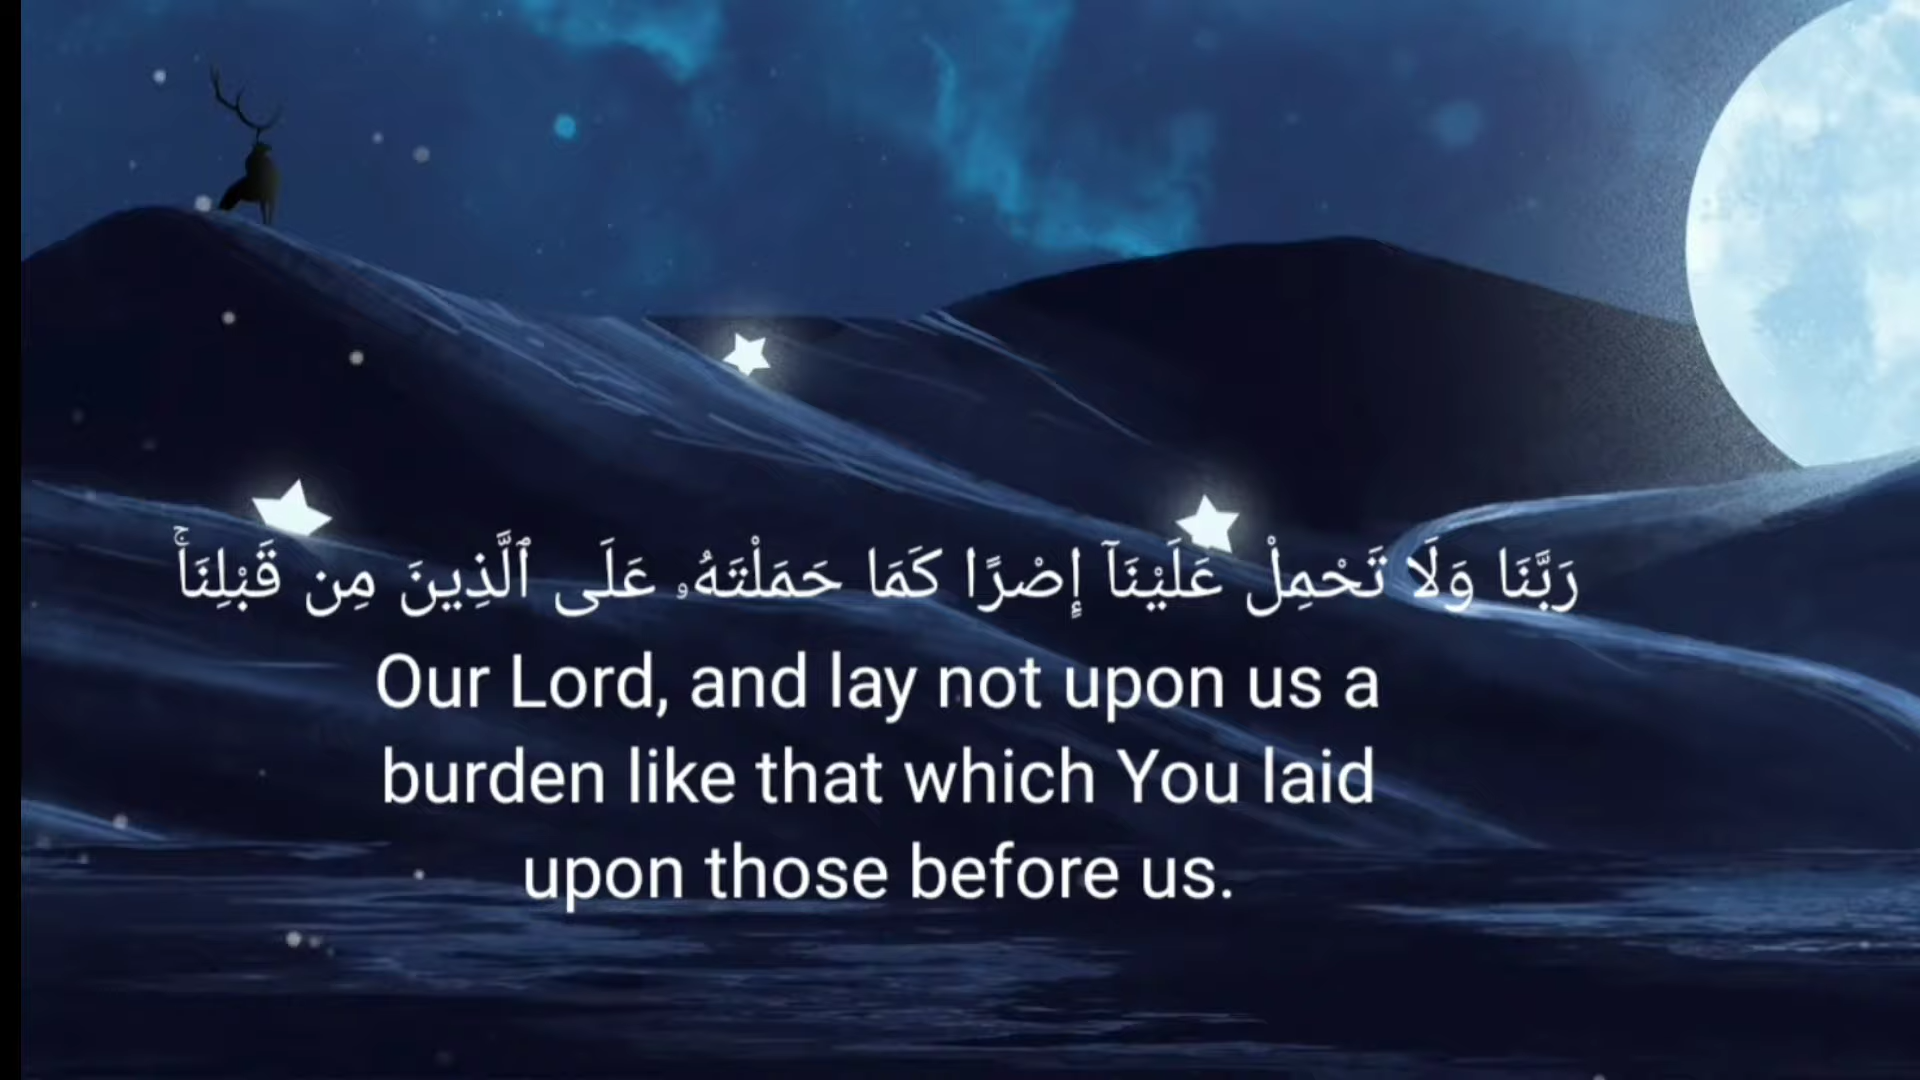 رَبَّنَا وَلَا تَحْمِلْ عَلَيْنَآ إِصْرًا كَمَا حَمَلْتَهُۥ عَلَى ٱلَّذِينَ مِن قَبْلِنَاۚ
Our Lord, and lay not upon us a
burden like that which You laid
upon those before us.